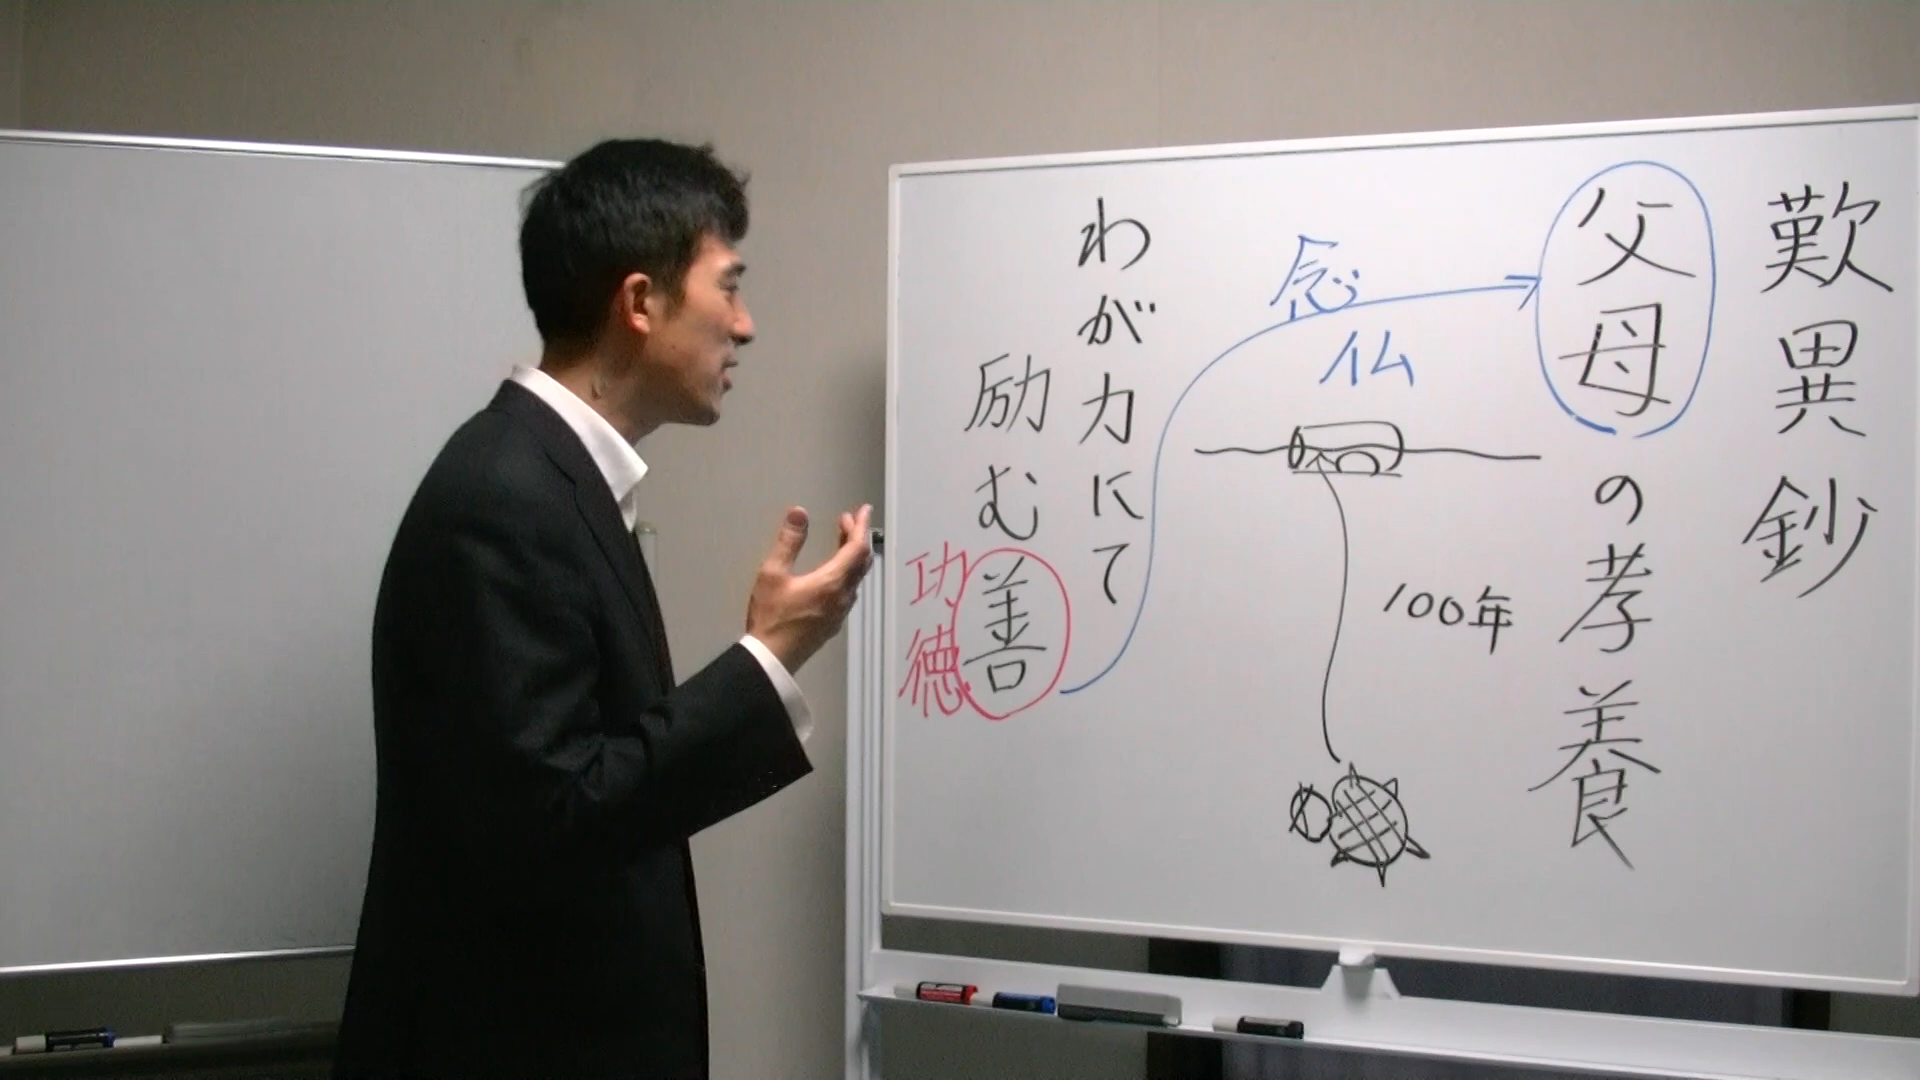 歎異鈔
父母の孝養
念仏
100年
わが力にて
励む善
功徳